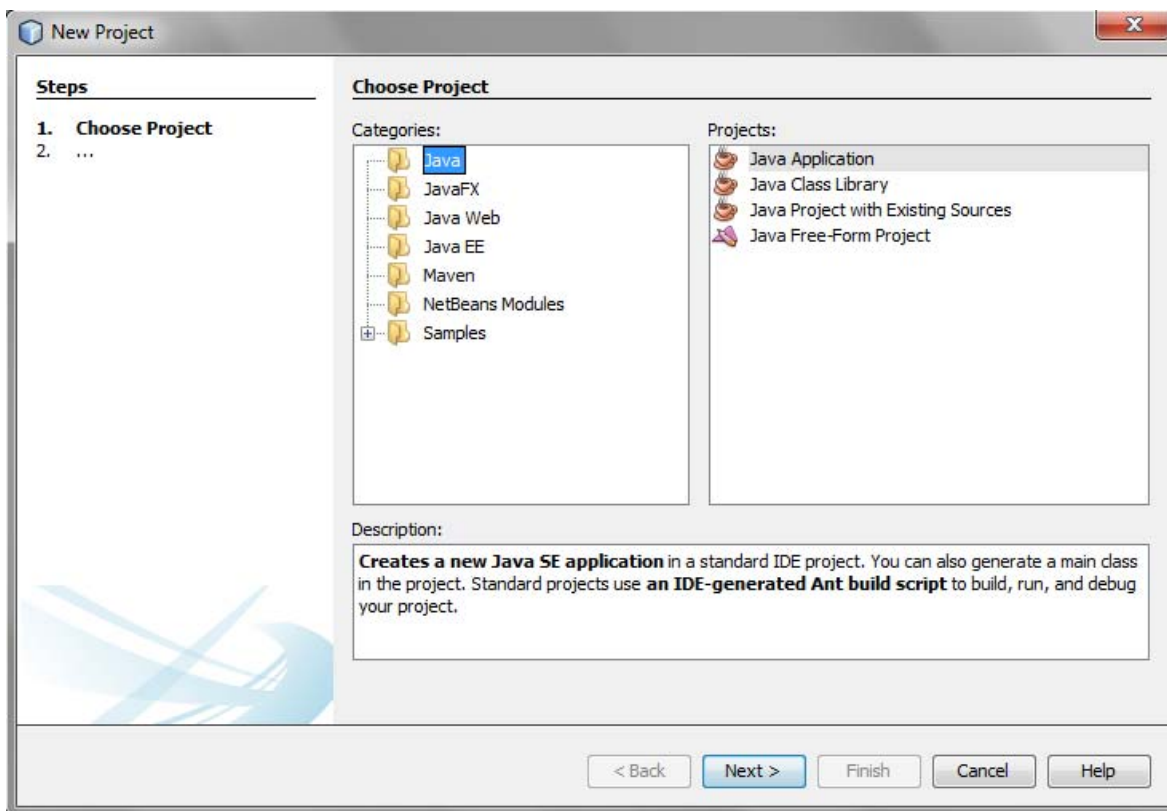 New Project
Steps
1. Choose Project
2. ...
Choose Project
Categories:
Java
JavaFX
Java Web
Java EE
Maven
NetBeans Modules
Samples
Projects:
Java Application
Java Class Library
Java Project with Existing Sources
Java Free-Form Project
Description:
Creates a new Java SE application in a standard IDE project. You can also generate a main class
in the project. Standard projects use an IDE-generated Ant build script to build, run, and debug
your project.
< Back
Next >
Finish
Cancel
Help